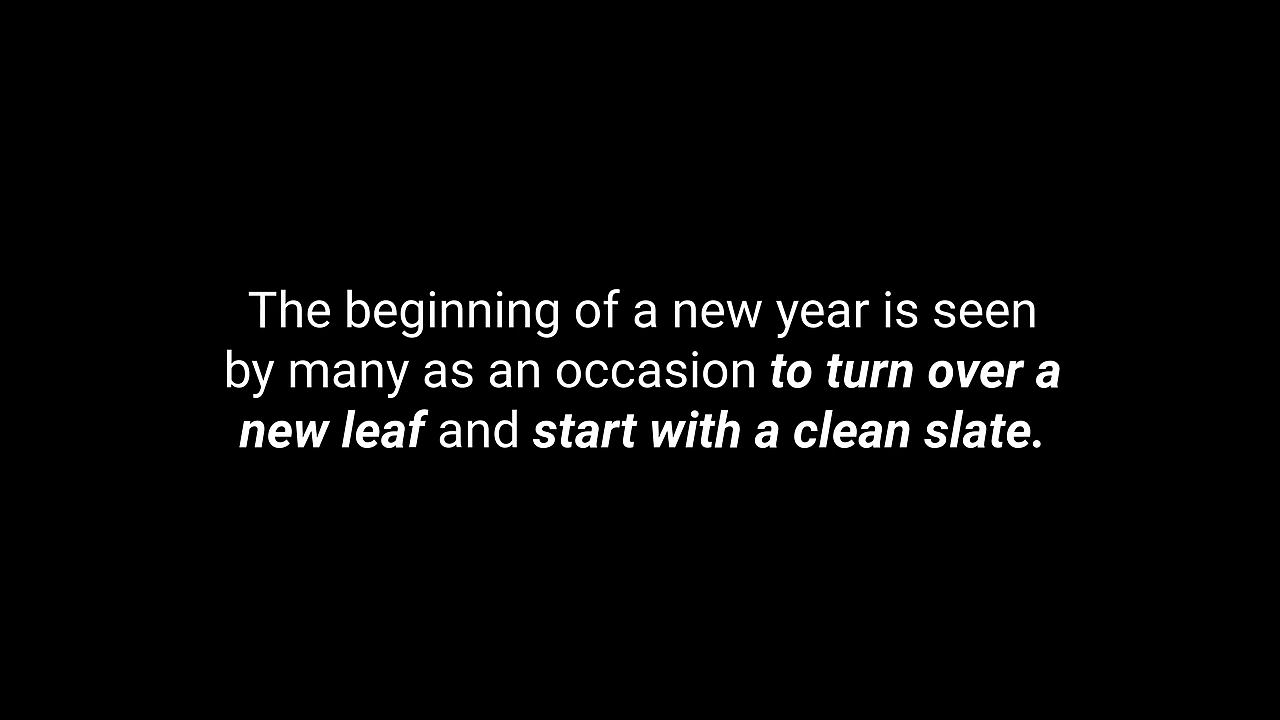 The beginning of a new year is seen
by many as an occasion to turn over a
new leaf and start with a clean slate.